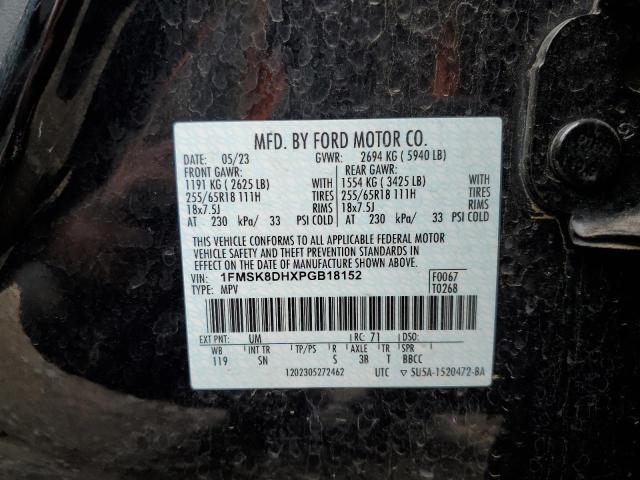 MFD. BY FORD MOTOR CO.
DATE: 05/23 GVWR: 2694 KG ( 5940 LB)
FRONT GAWR: REAR GAWR:
1191 KG ( 2625 LB) WITH 1554 KG ( 3425 LB) WITH
255/65R18 111H TIRES 255/65R18 111H TIRES
18x7.5J RIMS 18x7.5J RIMS
AT 230 kPa/ 33 PSI COLD AT 230 kPa/ 33 PSI COLD
THIS VEHICLE CONFORMS TO ALL APPLICABLE FEDERAL MOTOR
VEHICLE SAFETY AND THEFT PREVENTION STANDARDS IN
EFFECT ON THE DATE OF MANUFACTURE SHOWN ABOVE.
VIN: 1FMSK8DHXPGB18152 F0067
TYPE: MPV T0268
EXT PNT: UM RC: 71 DSO:
WB INT TR TP/PS R AXLE TR SPR
119 SN S 3B T BBCC
1202305272462 UTC ▽ 5U5A-1520472-BA